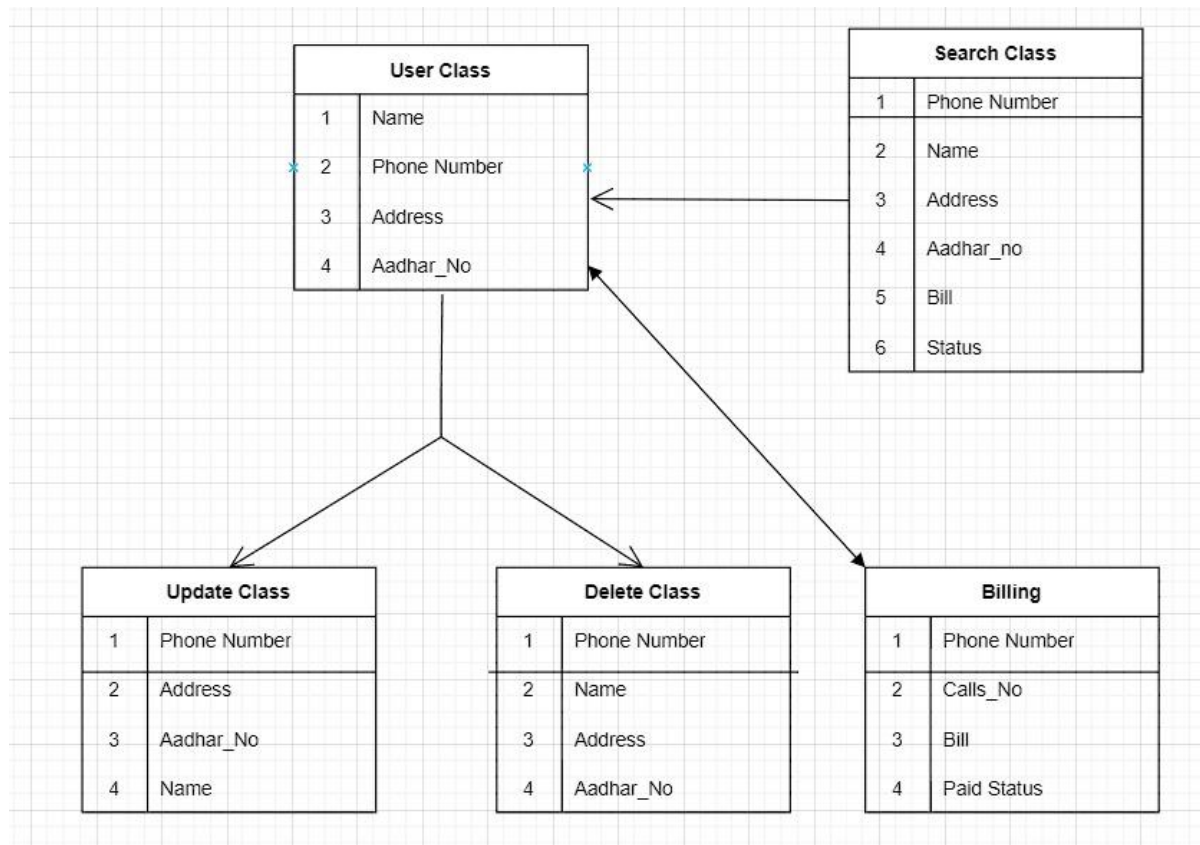 User Class
1 Name
2 Phone Number
3 Address
4 Aadhar_No
Search Class
1 Phone Number
2 Name
3 Address
4 Aadhar_no
5 Bill
6 Status
Update Class
1 Phone Number
2 Address
3 Aadhar_No
4 Name
Delete Class
1 Phone Number
2 Name
3 Address
4 Aadhar_No
Billing
1 Phone Number
2 Calls_No
3 Bill
4 Paid Status